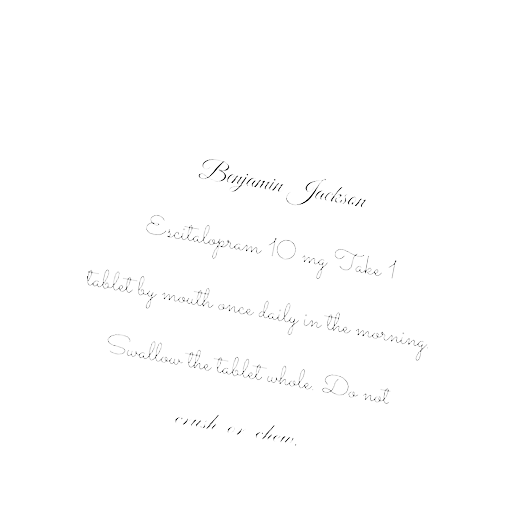 Benjamin Jackson
Escitalopram 10 mg Take 1
tablet by mouth once daily in the morning
Swallow the tablet whole. Do not
crush or chew.